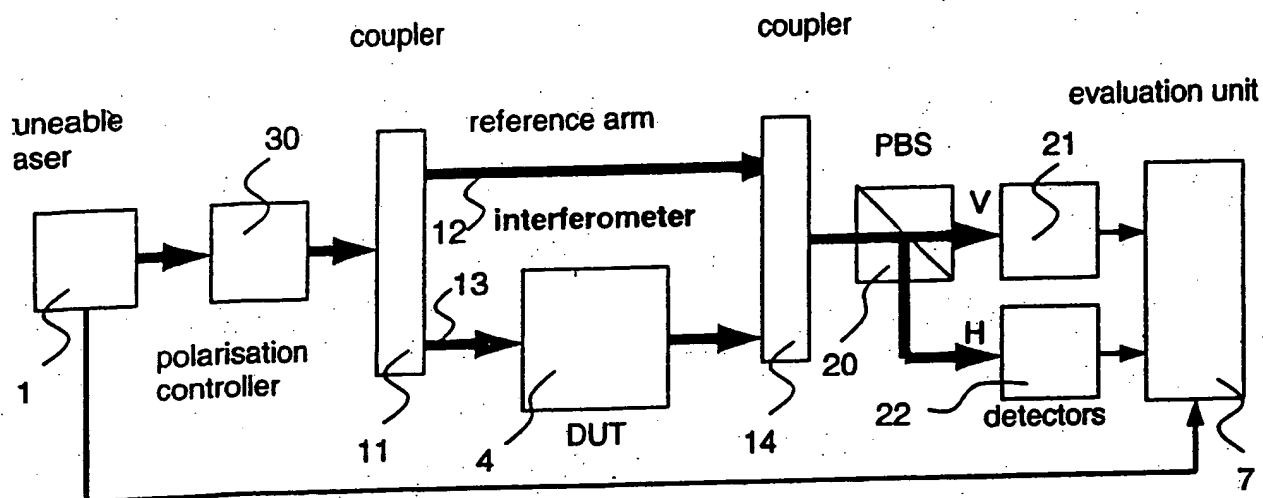 coupler
coupler
evaluation unit
uneable
aser
reference arm
30
PBS
21
V
12
interferometer
13
H
polarisation
controller
20
1
11
4
DUT
14
22
detectors
7